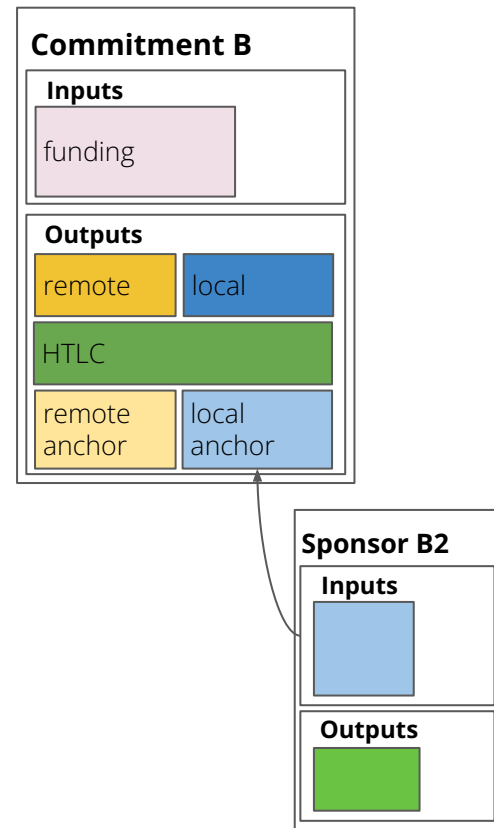 Commitment B
Inputs
funding
Outputs
remote
local
HTLC
remote
anchor
local
anchor
Sponsor B2
Inputs
Outputs